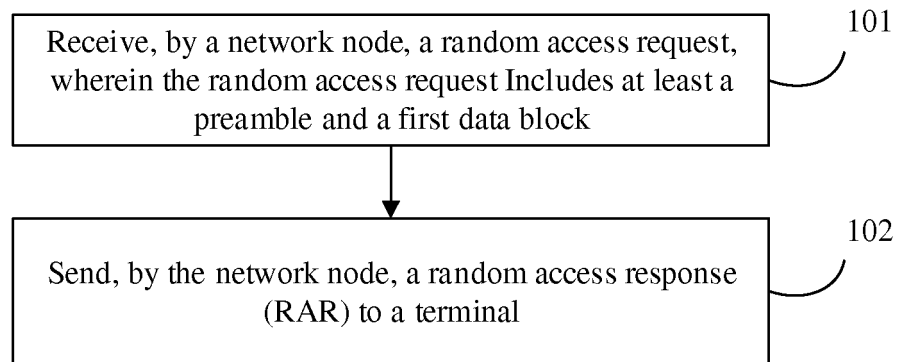 101
Receive, by a network node, a random access request,
wherein the random access request Includes at least a
preamble and a first data block
102
Send, by the network node, a random access response
(RAR) to a terminal